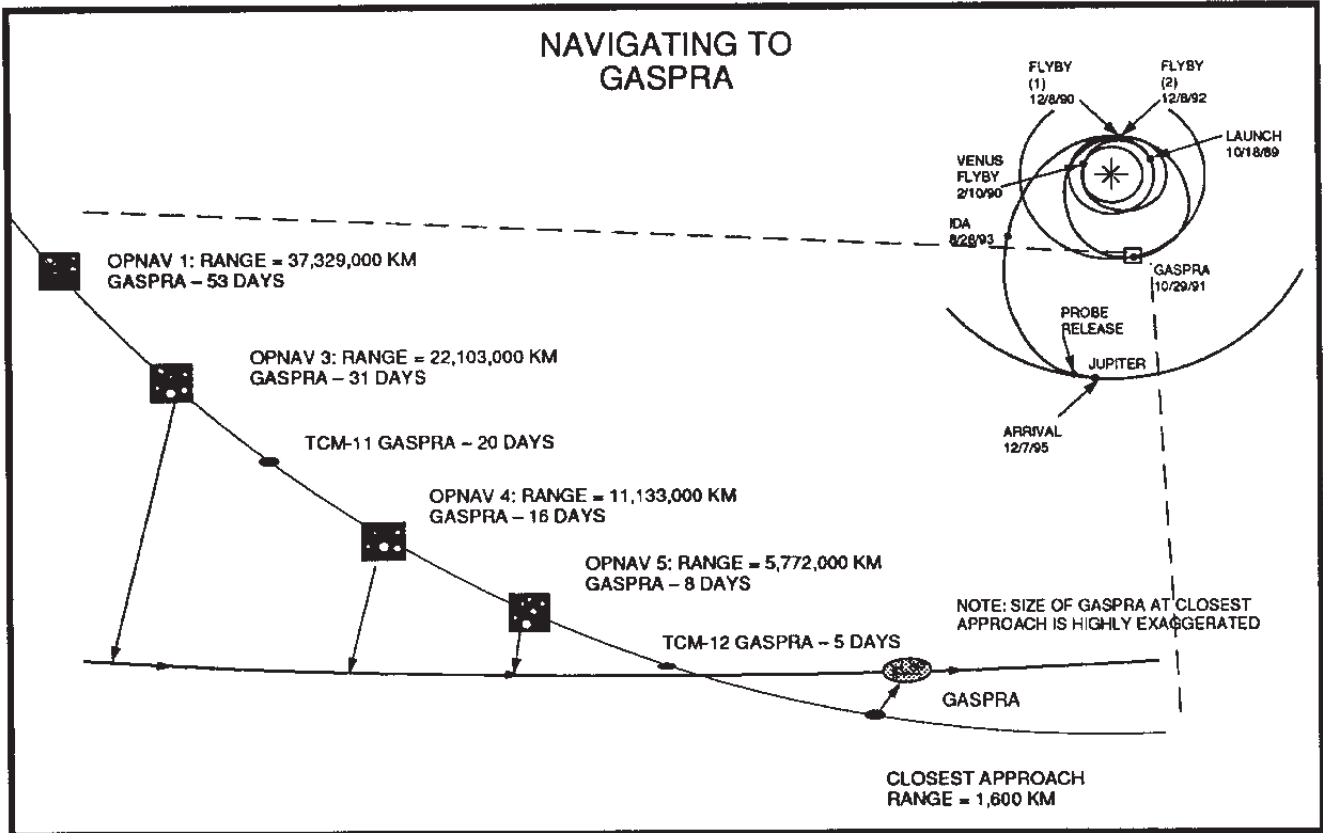 NAVIGATING TO
GASPRA
FLYBY
(1)
12/8/90
FLYBY
(2)
12/8/92
LAUNCH
10/18/89
VENUS
FLYBY
2/10/90
IDA
8/28/93
GASPRA
10/29/91
PROBE
RELEASE
JUPITER
ARRIVAL
12/7/95
OPNAV 1: RANGE = 37,329,000 KM
GASPRA – 53 DAYS
OPNAV 3: RANGE = 22,103,000 KM
GASPRA – 31 DAYS
TCM-11 GASPRA – 20 DAYS
OPNAV 4: RANGE = 11,133,000 KM
GASPRA – 16 DAYS
OPNAV 5: RANGE = 5,772,000 KM
GASPRA – 8 DAYS
NOTE: SIZE OF GASPRA AT CLOSEST
APPROACH IS HIGHLY EXAGGERATED
TCM-12 GASPRA – 5 DAYS
GASPRA
CLOSEST APPROACH
RANGE = 1,600 KM